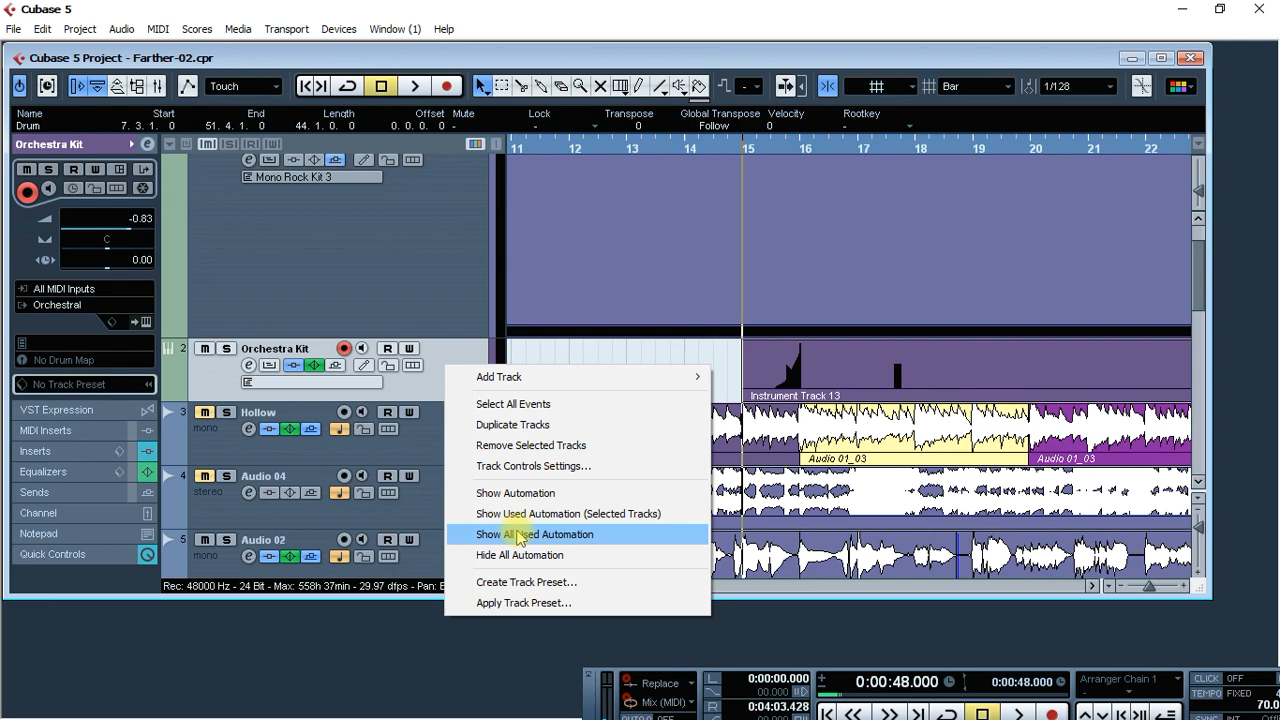 Cubase 5
File Edit Project Audio MIDI Scores Media Transport Devices Window (1) Help
Cubase 5 Project - Farther-02.cpr
Touch Bar 1/128
Name Start End Length Offset Mute Lock Transpose Global Transpose Velocity Rootkey
Drum 7. 3. 1. 0 51. 4. 1. 0 44. 1. 0. 0 0. 0. 0. 0 - - 0 Follow 0 -
Orchestra Kit
11 12 13 14 15 16 17 18 19 20 21 22
Mono Rock Kit 3
-0.83
C
0.00
All MIDI Inputs
Orchestral
No Drum Map
No Track Preset
VST Expression
MIDI Inserts
Inserts
Equalizers
Sends
Channel
Notepad
Quick Controls
2 Orchestra Kit
Instrument Track 13
3 Hollow
mono
Audio 01_03 Audio 01_03
4 Audio 04
stereo
5 Audio 02
mono
Rec: 48000 Hz - 24 Bit - Max: 558h 37min - 29.97 dfps - Pan: E
Add Track
Select All Events
Duplicate Tracks
Remove Selected Tracks
Track Controls Settings...
Show Automation
Show Used Automation (Selected Tracks)
Show All Used Automation
Hide All Automation
Create Track Preset...
Apply Track Preset...
Replace L 0:00:00.000 0:00:48.000 0:00:48.000 Arranger Chain 1 CLICK OFF
00.000 TEMPO FIXED
Mix (MIDI) R 0:04:03.428